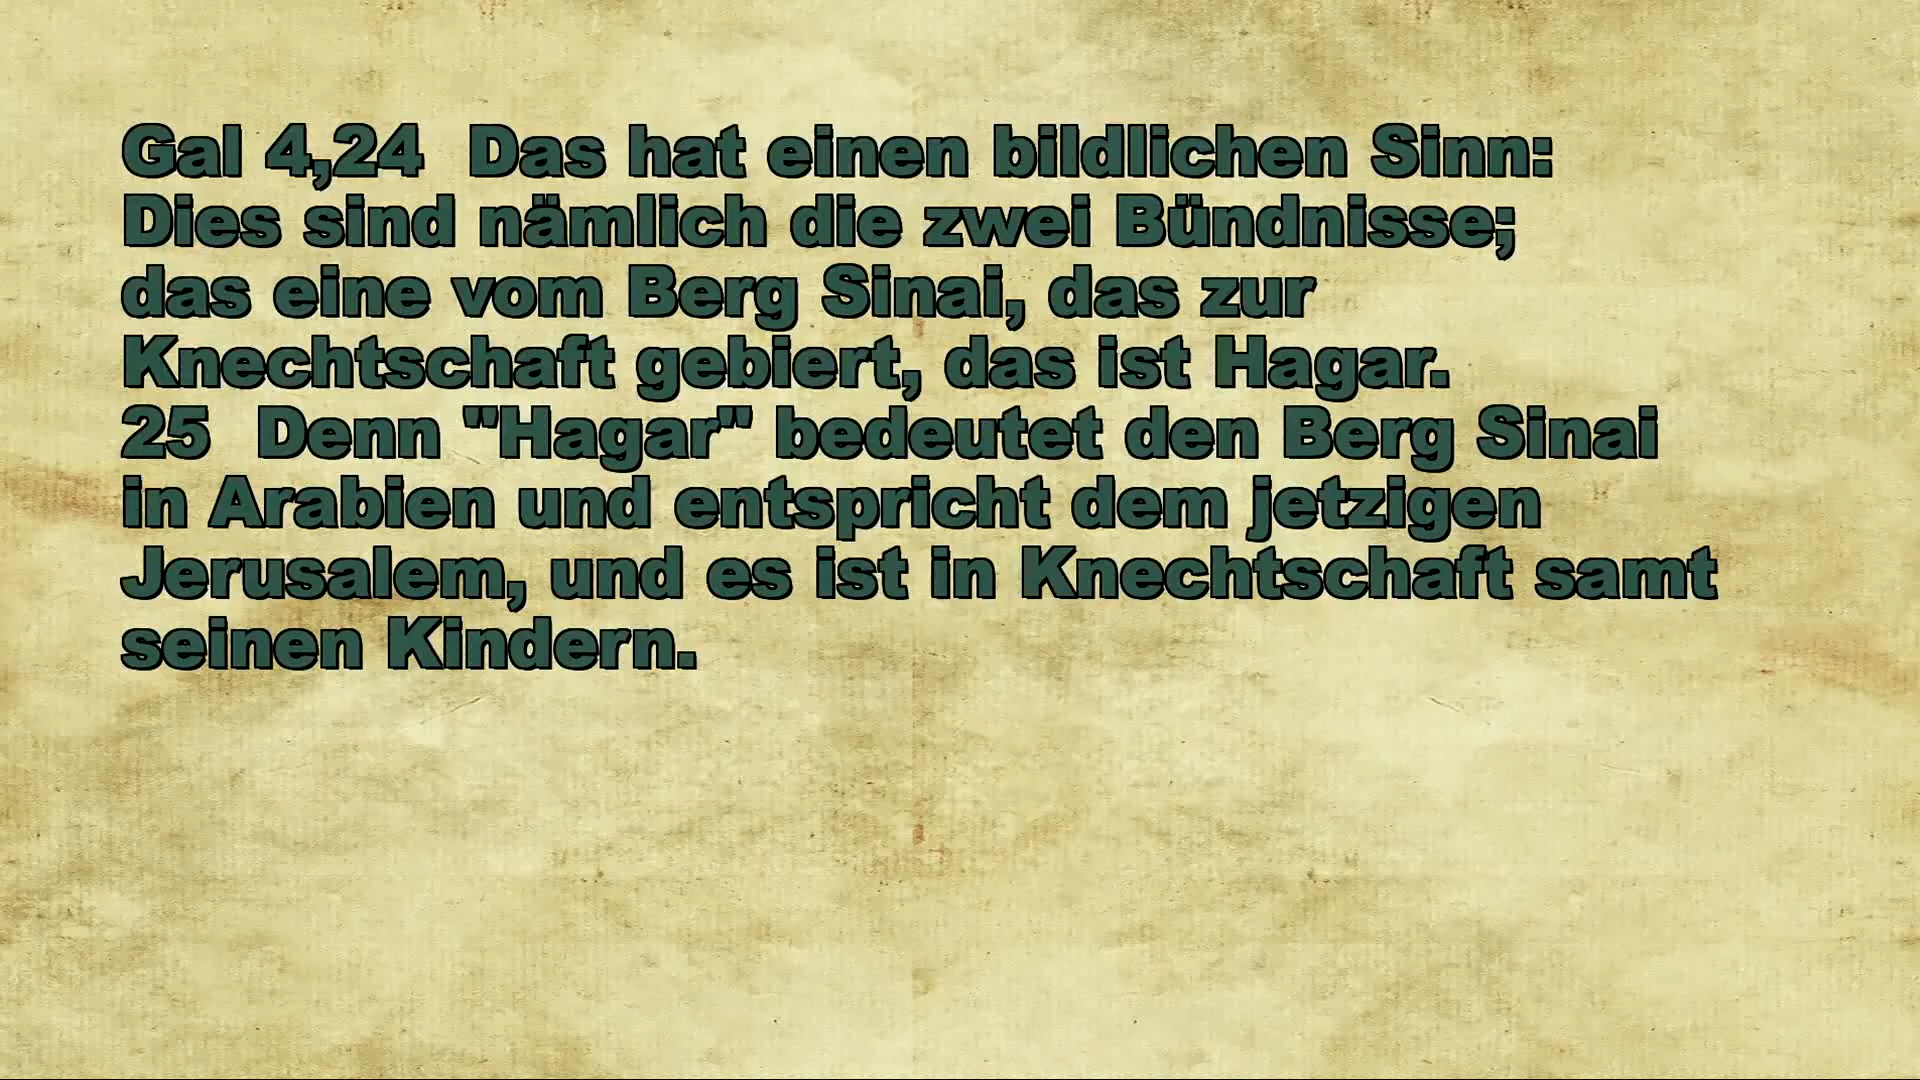 Gal 4,24  Das hat einen bildlichen Sinn:
Dies sind nämlich die zwei Bündnisse;
das eine vom Berg Sinai, das zur
Knechtschaft gebiert, das ist Hagar.
25  Denn "Hagar" bedeutet den Berg Sinai
in Arabien und entspricht dem jetzigen
Jerusalem, und es ist in Knechtschaft samt
seinen Kindern.